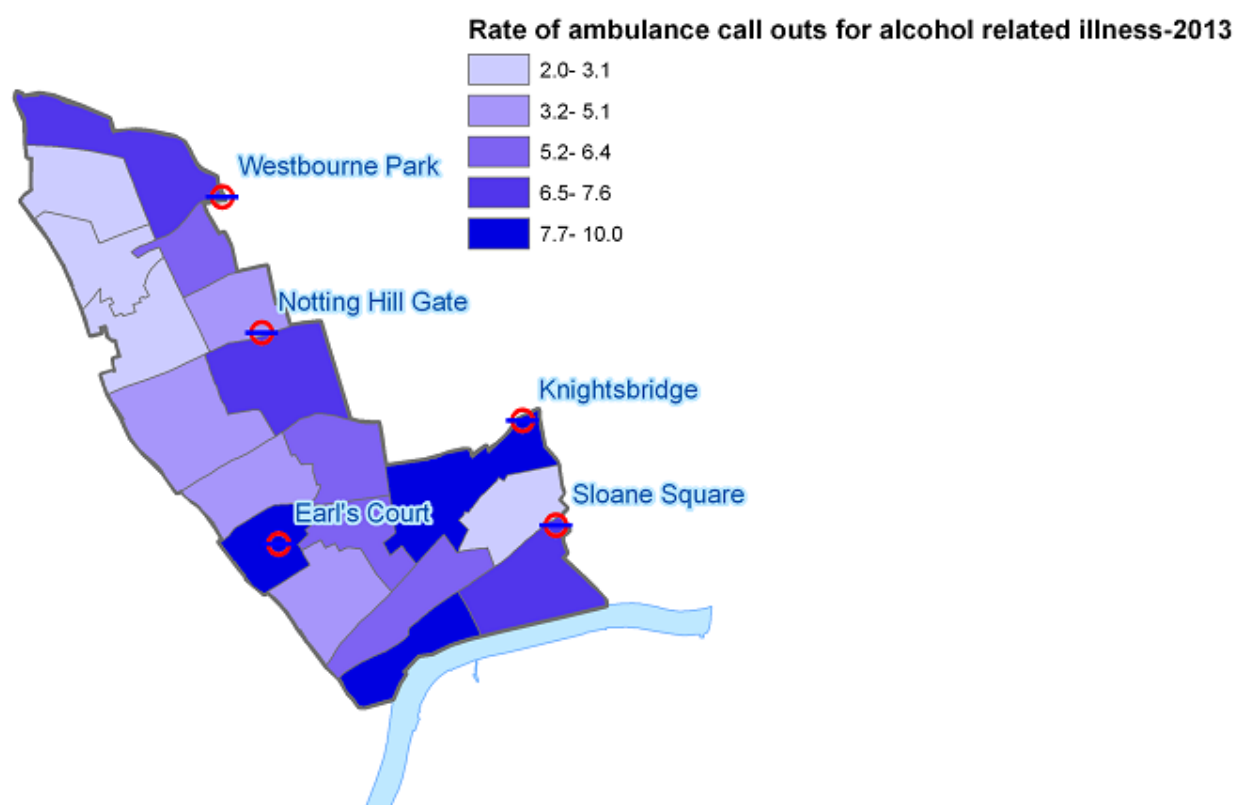 Rate of ambulance call outs for alcohol related illness-2013
2.0- 3.1
3.2- 5.1
5.2- 6.4
6.5- 7.6
7.7- 10.0
Westbourne Park
Notting Hill Gate
Knightsbridge
Sloane Square
Earl's Court